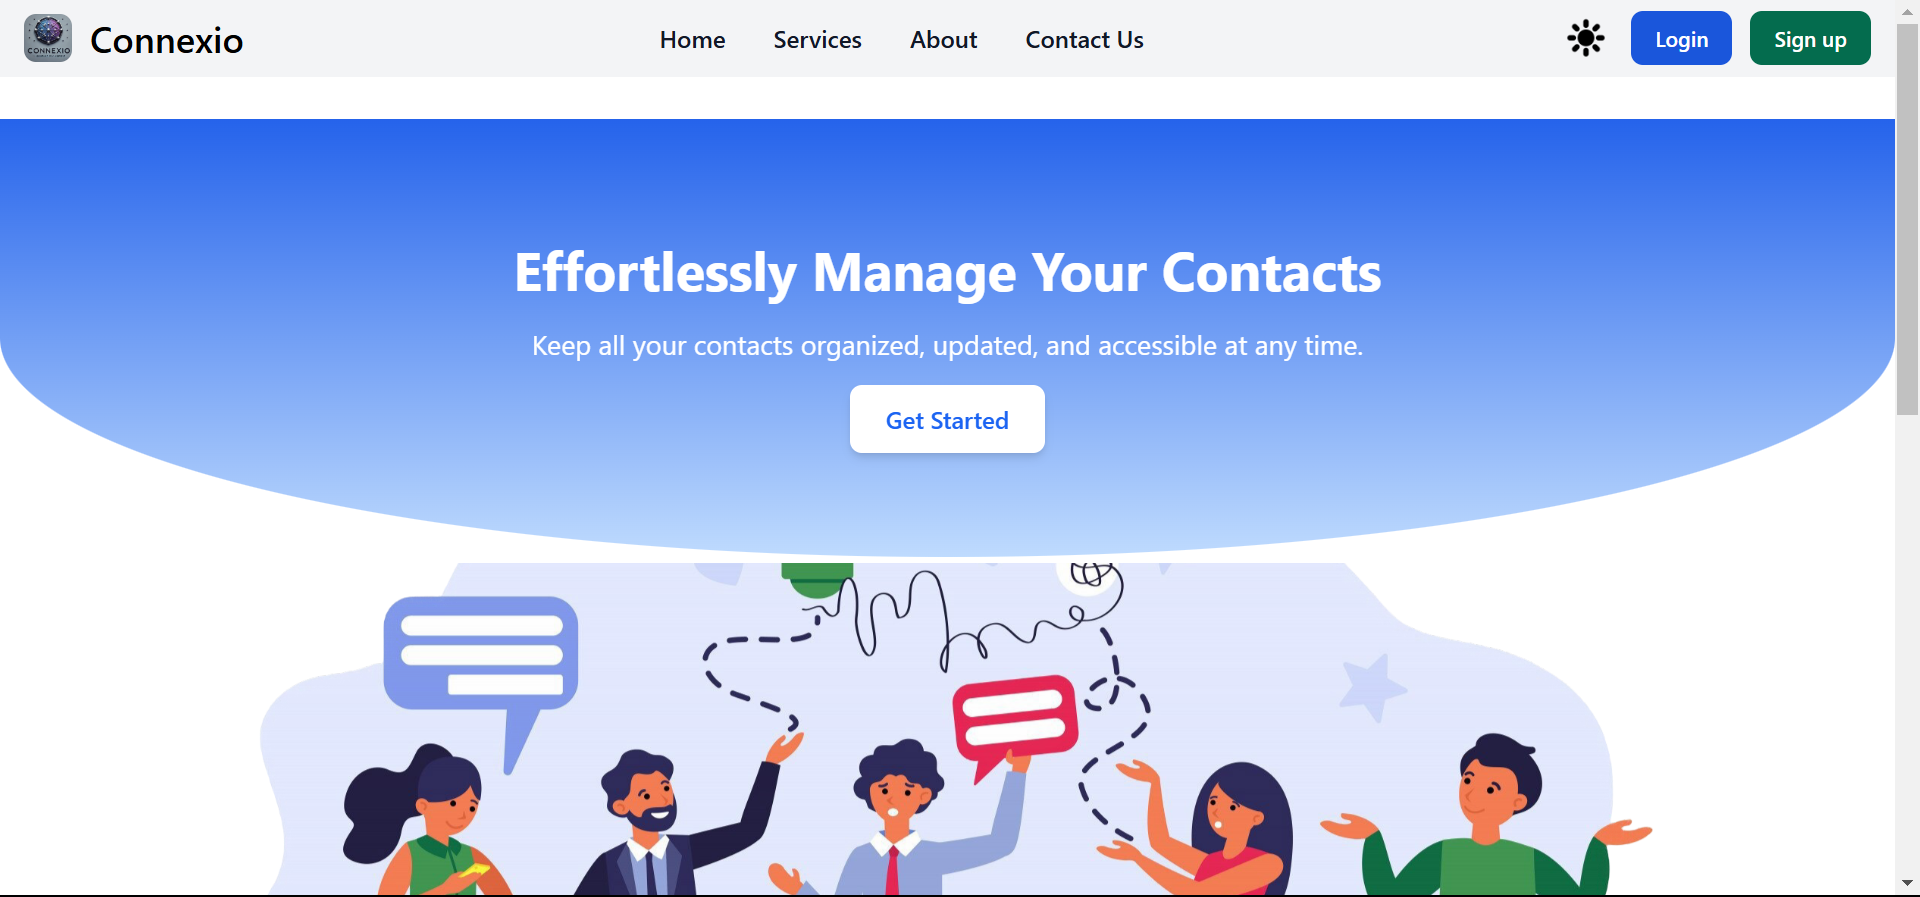 CONNEXIO
Connexio
Home
Services
About
Contact Us
Login
Sign up
Effortlessly Manage Your Contacts
Keep all your contacts organized, updated, and accessible at any time.
Get Started